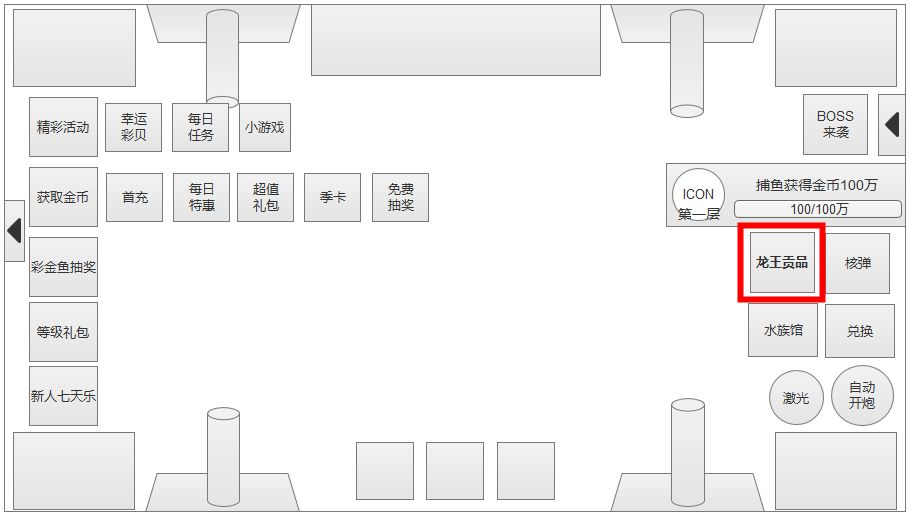 精彩活动
幸运
彩贝
每日
任务
小游戏
BOSS
来袭
获取金币
首充
每日
特惠
超值
礼包
季卡
免费
抽奖
ICON
第一层
捕鱼获得金币100万
100/100万
彩金鱼抽奖
龙王贡品
核弹
等级礼包
水族馆
兑换
新人七天乐
激光
自动
开炮